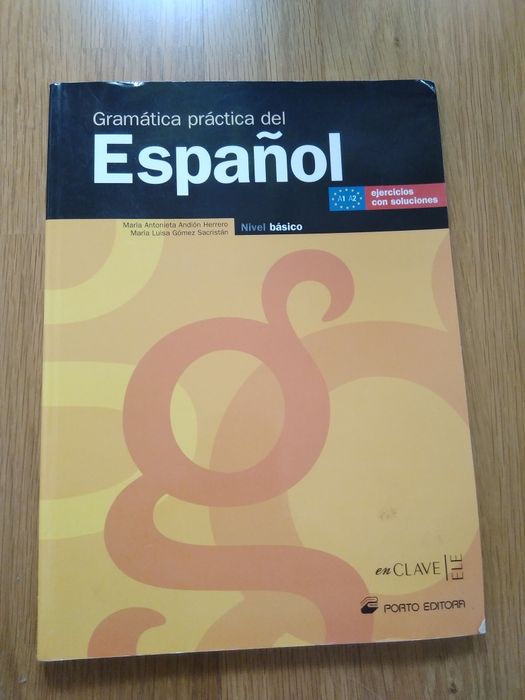 Gramática práctica del
Español
A1 A2
ejercicios
con soluciones
María Antonieta Andión Herrero
María Luisa Gómez Sacristán
Nivel básico
en CLAVE
ELE
PORTO EDITORA